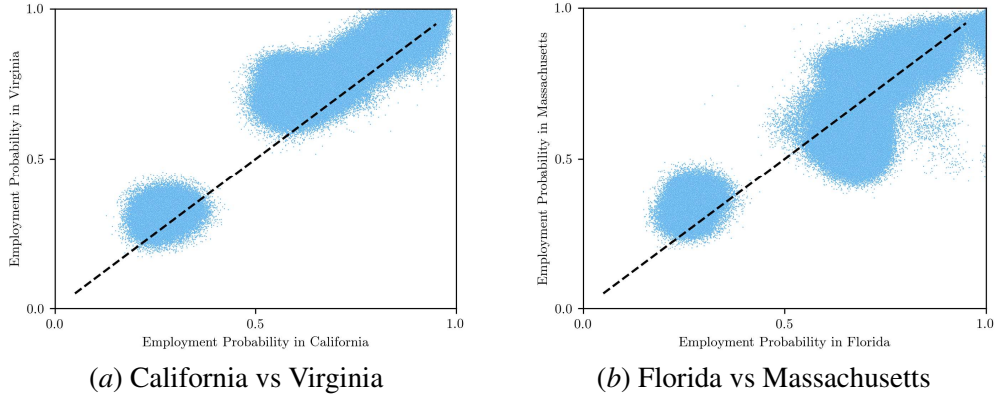 1.0
Employment Probability in Virginia
0.5
0.0
0.0 0.5 1.0
Employment Probability in California
(a) California vs Virginia
1.0
Employment Probability in Massachusetts
0.5
0.0
0.0 0.5 1.0
Employment Probability in Florida
(b) Florida vs Massachusetts